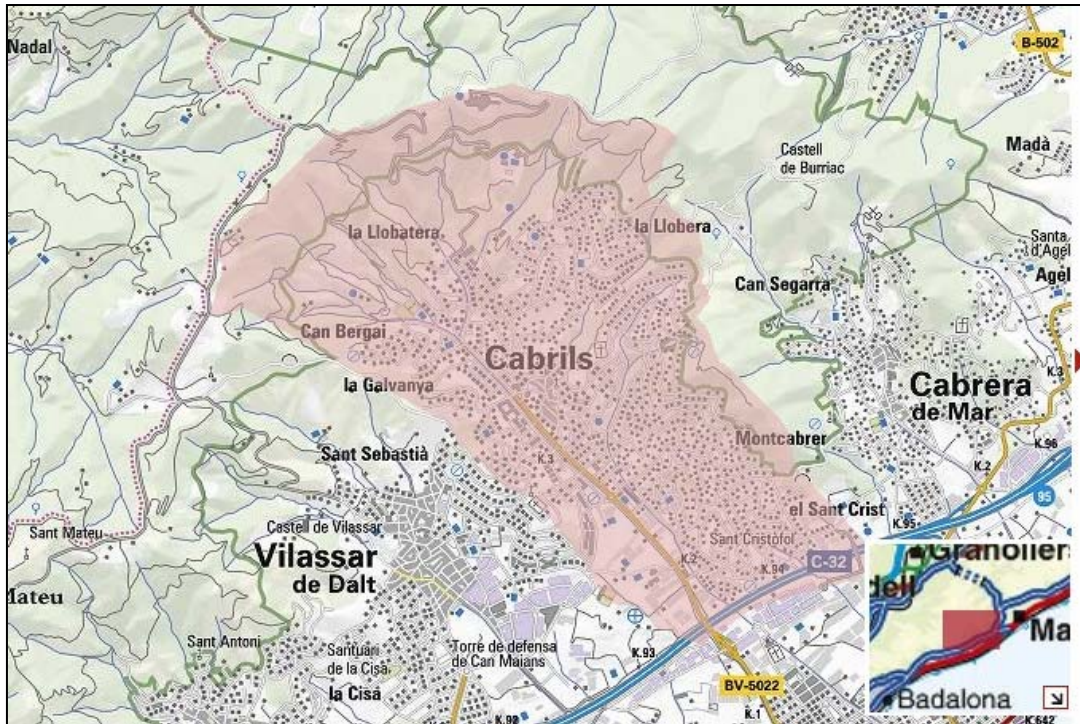 Nadal
B-502
Castell
de Burriac
Madà
la Llobatera
la Llobera
Santa
d'Agel
Agel
Can Segarra
Can Bergai
Cabrils
la Galvanya
K.3
Cabrera
de Mar
Montcabrer
K.96
Sant Sebastià
K.3
K.2
95
el Sant Crist
K.95
Castell de Vilassar
Sant Mateu
Sant Cristòfol
Vilassar
de Dalt
K.2
K.94
C-32
Granollers
dell
Mateu
Ma
Sant Antoni
Santuari
de la Cisa
la Cisa
Torre de defensa
de Can Maians
K.93
BV-5022
Badalona
K.92
K.1
K 642